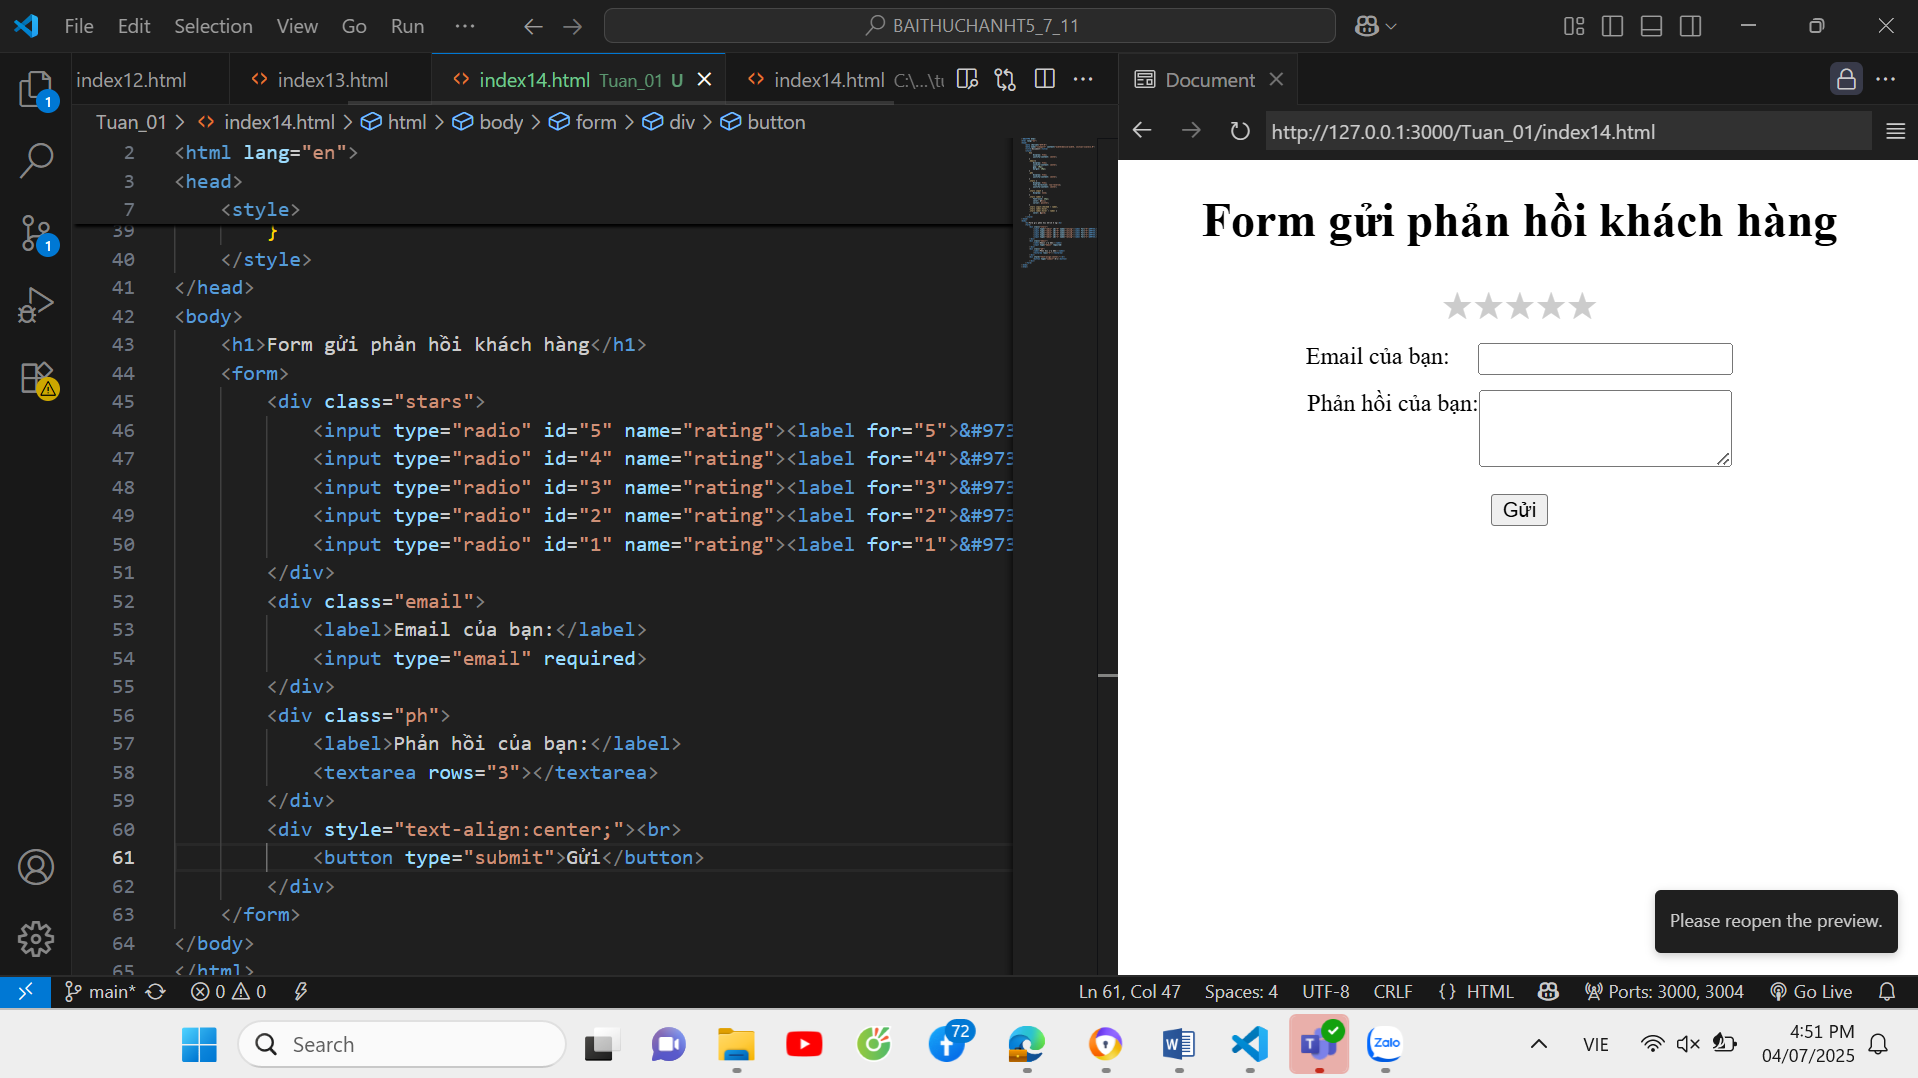 File Edit Selection View Go Run ··· BAITHUCHANHT5_7_11
index12.html index13.html index14.html Tuan_01 U index14.html C:\...\tu
Tuan_01 > index14.html > html > body > form > div > button
2 <html lang="en">
3 <head>
7 <style>
39 }
40 </style>
41 </head>
42 <body>
43 <h1>Form gửi phản hồi khách hàng</h1>
44 <form>
45 <div class="stars">
46 <input type="radio" id="5" name="rating"><label for="5">&#973
47 <input type="radio" id="4" name="rating"><label for="4">&#973
48 <input type="radio" id="3" name="rating"><label for="3">&#973
49 <input type="radio" id="2" name="rating"><label for="2">&#973
50 <input type="radio" id="1" name="rating"><label for="1">&#973
51 </div>
52 <div class="email">
53 <label>Email của bạn:</label>
54 <input type="email" required>
55 </div>
56 <div class="ph">
57 <label>Phản hồi của bạn:</label>
58 <textarea rows="3"></textarea>
59 </div>
60 <div style="text-align:center;"><br>
61 <button type="submit">Gửi</button>
62 </div>
63 </form>
64 </body>
65 </html>
Document
http://127.0.0.1:3000/Tuan_01/index14.html
Form gửi phản hồi khách hàng
★★★★★
Email của bạn:
Phản hồi của bạn:
Gửi
Please reopen the preview.
1
1
main* 0 0 Ln 61, Col 47 Spaces: 4 UTF-8 CRLF {} HTML Ports: 3000, 3004 Go Live
Search 72 Zalo VIE
4:51 PM
04/07/2025